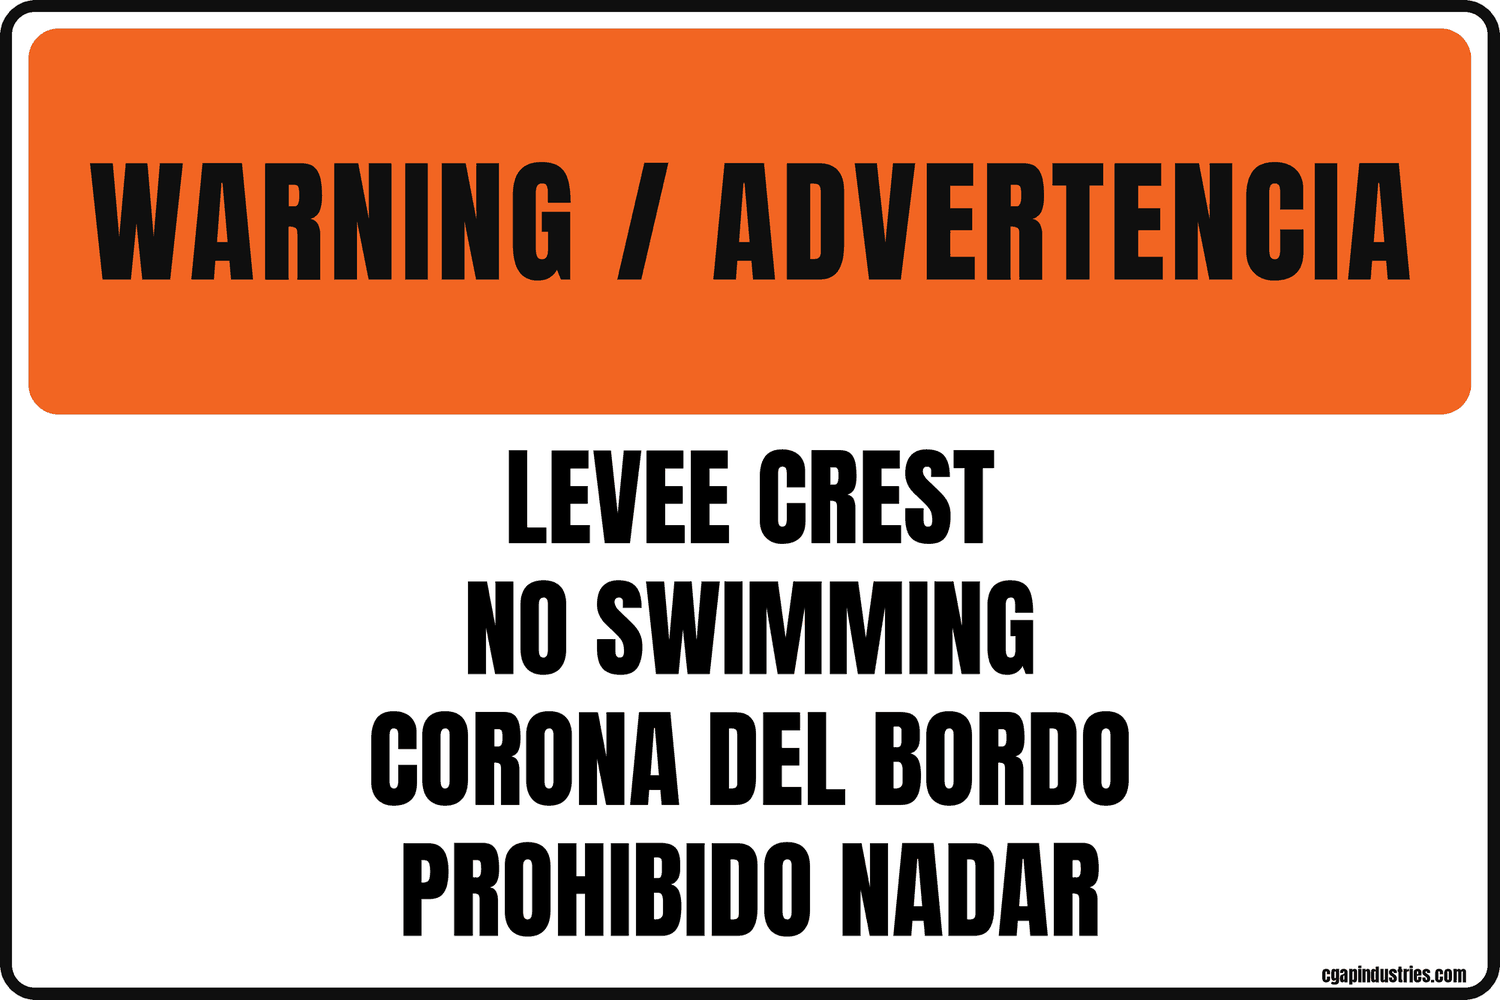 WARNING / ADVERTENCIA
LEVEE CREST
NO SWIMMING
CORONA DEL BORDO
PROHIBIDO NADAR
cgapindustries.com